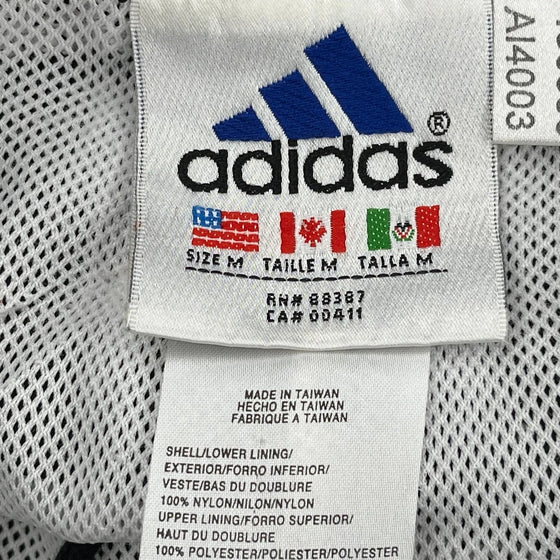 adidas®
SIZE M TAILLE M TALLA M
RN# 88387
CA# 00411
MADE IN TAIWAN
HECHO EN TAIWAN
FABRIQUE A TAIWAN
SHELL/LOWER LINING/
EXTERIOR/FORRO INFERIOR/
VESTE/BAS DU DOUBLURE
100% NYLON/NILON/NYLON
UPPER LINING/FORRO SUPERIOR/
HAUT DU DOUBLURE
100% POLYESTER/POLIESTER/POLYESTER
AI4003